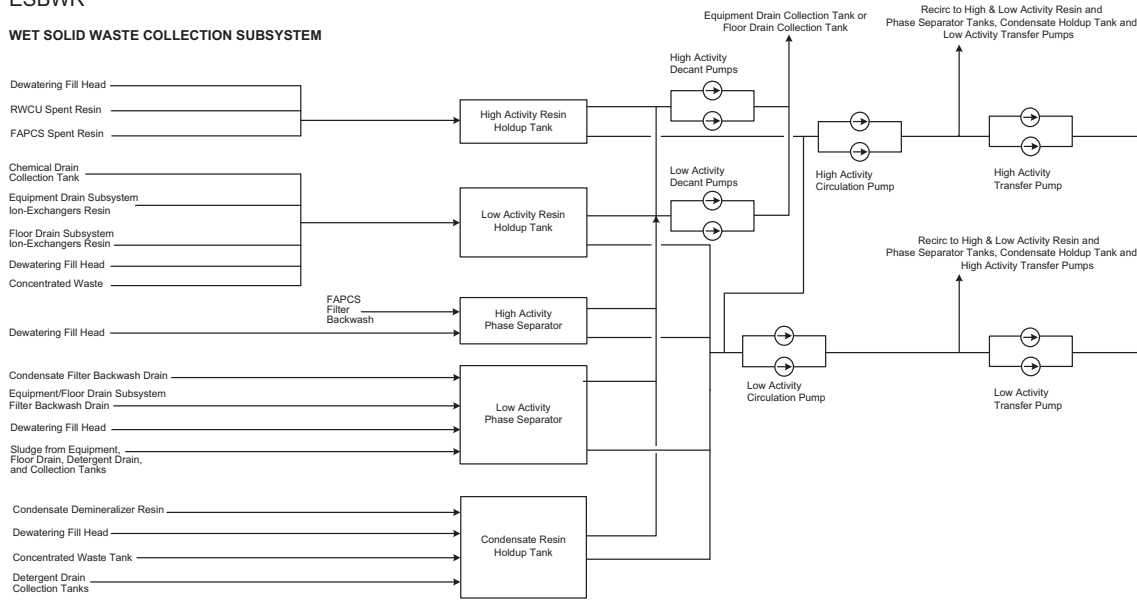 ESBWR
WET SOLID WASTE COLLECTION SUBSYSTEM
Equipment Drain Collection Tank or
Floor Drain Collection Tank
Recirc to High & Low Activity Resin and
Phase Separator Tanks, Condensate Holdup Tank and
Low Activity Transfer Pumps
High Activity
Decant Pumps
Dewatering Fill Head
RWCU Spent Resin
FAPCS Spent Resin
High Activity Resin
Holdup Tank
High Activity
Circulation Pump
High Activity
Transfer Pump
Chemical Drain
Collection Tank
Equipment Drain Subsystem
Ion-Exchangers Resin
Floor Drain Subsystem
Ion-Exchangers Resin
Dewatering Fill Head
Concentrated Waste
Low Activity Resin
Holdup Tank
Low Activity
Decant Pumps
Recirc to High & Low Activity Resin and
Phase Separator Tanks, Condensate Holdup Tank and
High Activity Transfer Pumps
FAPCS
Filter
Backwash
Dewatering Fill Head
High Activity
Phase Separator
Low Activity
Circulation Pump
Low Activity
Transfer Pump
Condensate Filter Backwash Drain
Equipment/Floor Drain Subsystem
Filter Backwash Drain
Dewatering Fill Head
Sludge from Equipment,
Floor Drain, Detergent Drain,
and Collection Tanks
Low Activity
Phase Separator
Condensate Demineralizer Resin
Dewatering Fill Head
Concentrated Waste Tank
Detergent Drain
Collection Tanks
Condensate Resin
Holdup Tank